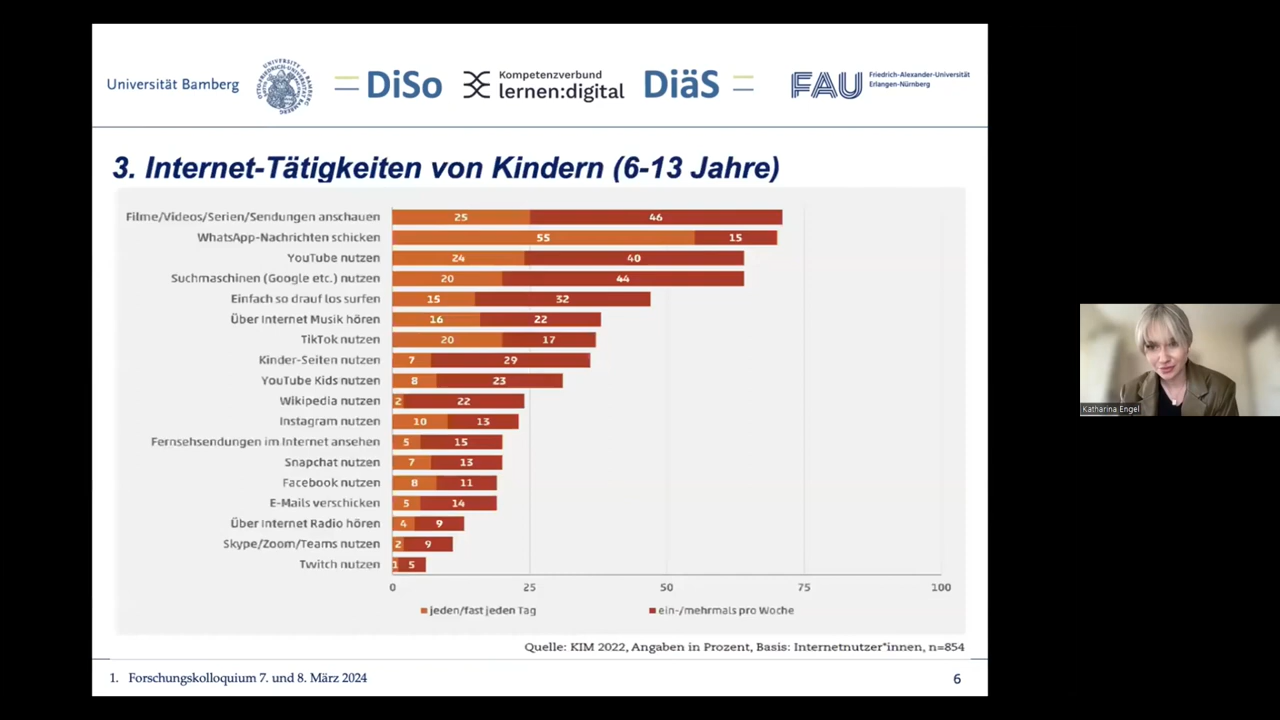 Universität Bamberg
DiSo
Kompetenzverbund
lernen:digital
DiäS
FAU
Friedrich-Alexander-Universität
Erlangen-Nürnberg
3. Internet-Tätigkeiten von Kindern (6-13 Jahre)
Filme/Videos/Serien/Sendungen anschauen 25 46
WhatsApp-Nachrichten schicken 55 15
YouTube nutzen 24 40
Suchmaschinen (Google etc.) nutzen 20 44
Einfach so drauf los surfen 15 32
Über Internet Musik hören 16 22
TikTok nutzen 20 17
Kinder-Seiten nutzen 7 29
YouTube Kids nutzen 8 23
Wikipedia nutzen 2 22
Instagram nutzen 10 13
Fernsehsendungen im Internet ansehen 5 15
Snapchat nutzen 7 13
Facebook nutzen 8 11
E-Mails verschicken 5 14
Über Internet Radio hören 4 9
Skype/Zoom/Teams nutzen 2 9
Twitch nutzen 1 5
0 25 50 75 100
jeden/fast jeden Tag ein-/mehrmals pro Woche
Quelle: KIM 2022, Angaben in Prozent, Basis: Internetnutzer*innen, n=854
1. Forschungskolloquium 7. und 8. März 2024
6
Katharina Engel